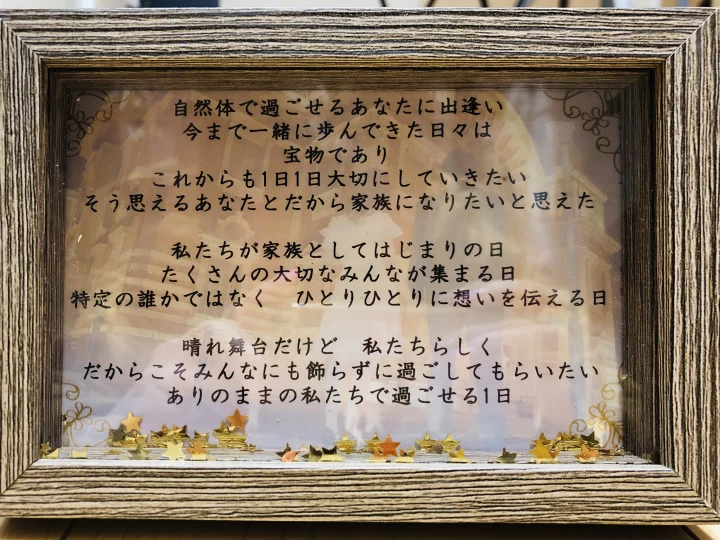 自然体で過ごせるあなたに出逢い
今まで一緒に歩んできた日々は
宝物であり
これからも1日1日大切にしていきたい
そう思えるあなたとだから家族になりたいと思えた
私たちが家族としてはじまりの日
たくさんの大切なみんなが集まる日
特定の誰かではなく　ひとりひとりに想いを伝える日
晴れ舞台だけど　私たちらしく
だからこそみんなにも飾らずに過ごしてもらいたい
ありのままの私たちで過ごせる1日